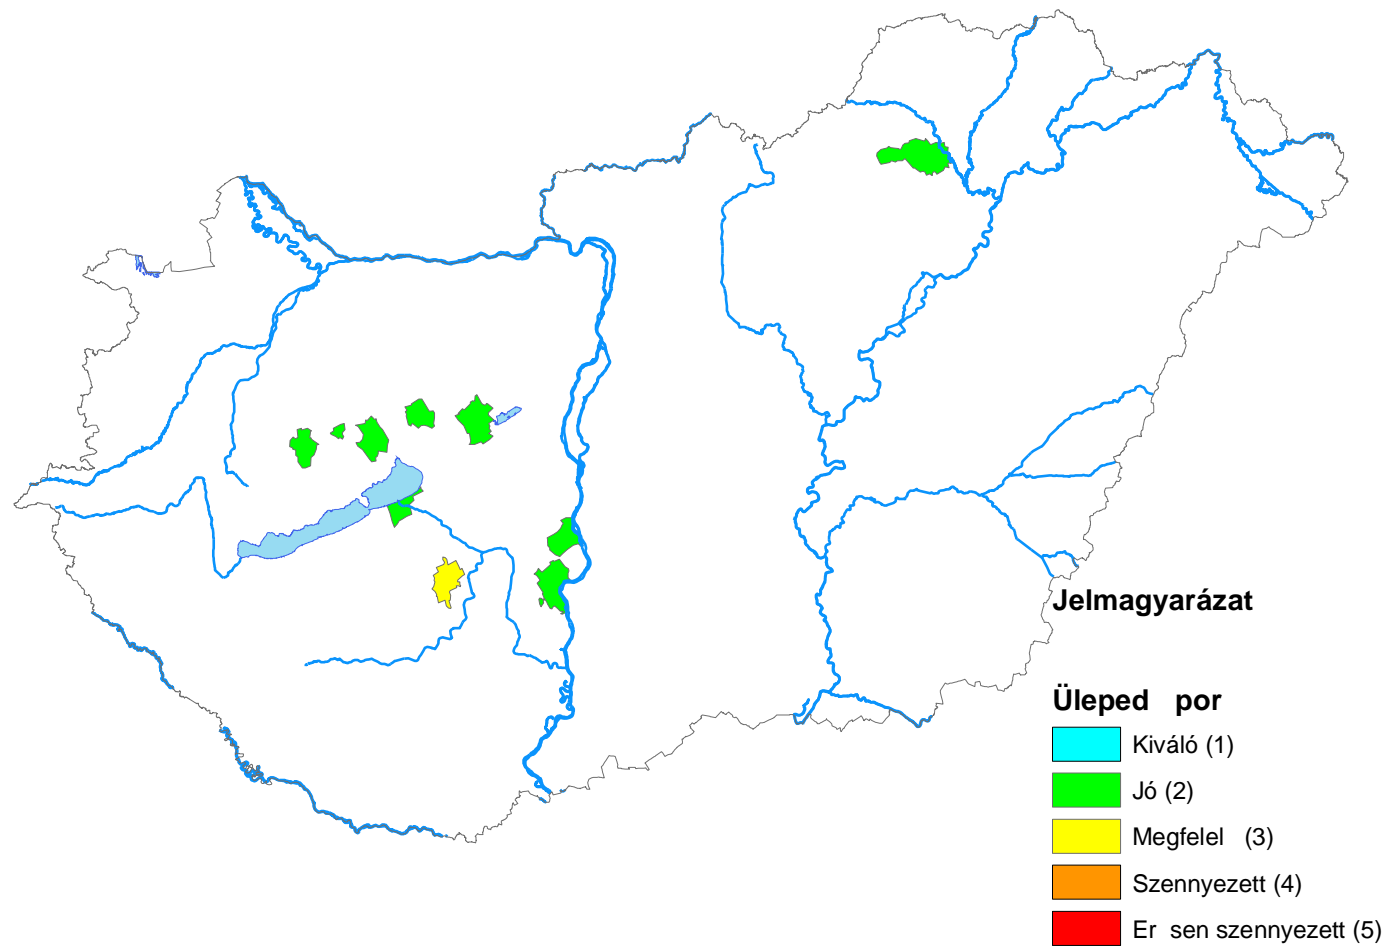 Jelmagyarázat
Üleped por
Kiváló (1)
Jó (2)
Megfelel (3)
Szennyezett (4)
Er sen szennyezett (5)